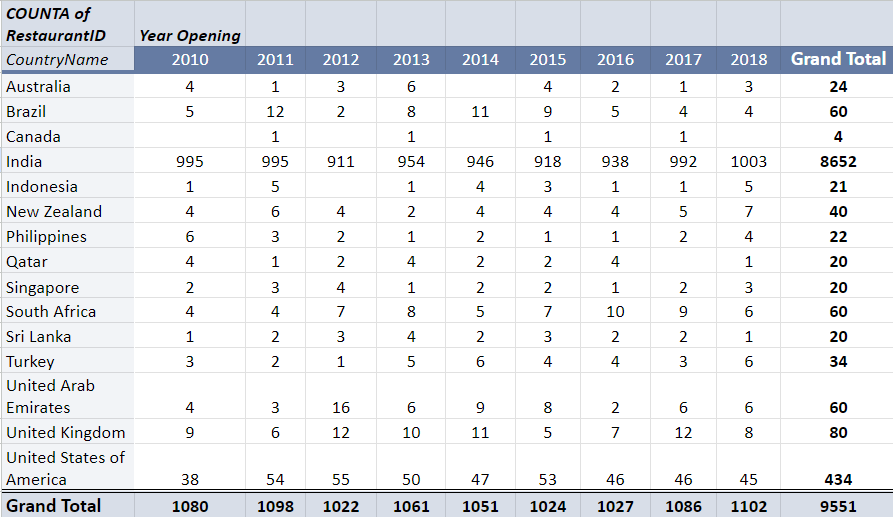 COUNTA of
RestaurantID Year Opening
CountryName 2010 2011 2012 2013 2014 2015 2016 2017 2018 Grand Total
Australia 4 1 3 6 4 2 1 3 24
Brazil 5 12 2 8 11 9 5 4 4 60
Canada 1 1 1 1 4
India 995 995 911 954 946 918 938 992 1003 8652
Indonesia 1 5 1 4 3 1 1 5 21
New Zealand 4 6 4 2 4 4 4 5 7 40
Philippines 6 3 2 1 2 1 1 2 4 22
Qatar 4 1 2 4 2 2 4 1 20
Singapore 2 3 4 1 2 2 1 2 3 20
South Africa 4 4 7 8 5 7 10 9 6 60
Sri Lanka 1 2 3 4 2 3 2 2 1 20
Turkey 3 2 1 5 6 4 4 3 6 34
United Arab
Emirates 4 3 16 6 9 8 2 6 6 60
United Kingdom 9 6 12 10 11 5 7 12 8 80
United States of
America 38 54 55 50 47 53 46 46 45 434
Grand Total 1080 1098 1022 1061 1051 1024 1027 1086 1102 9551